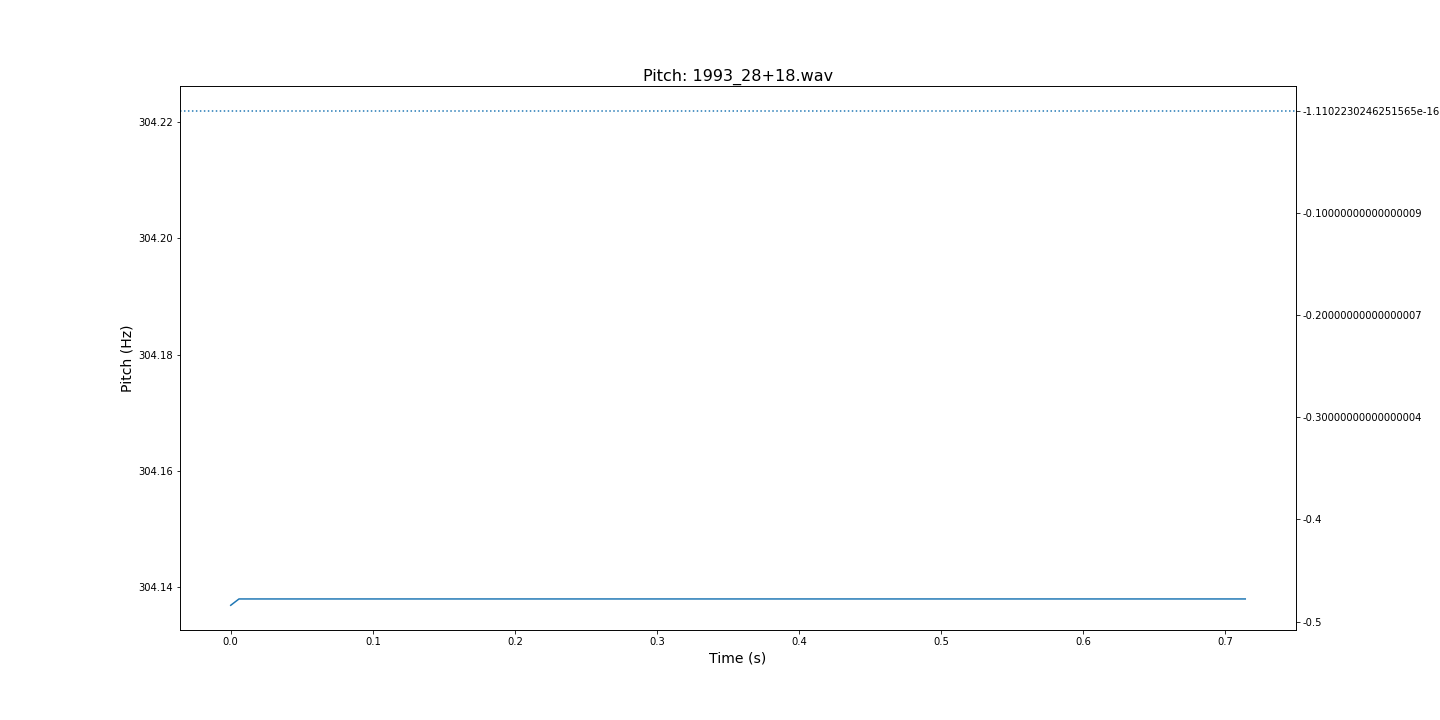 Pitch: 1993_28+18.wav
304.22
304.20
304.18
304.16
304.14
Pitch (Hz)
-1.1102230246251565e-16
-0.10000000000000009
-0.20000000000000007
-0.30000000000000004
-0.4
-0.5
0.0 0.1 0.2 0.3 0.4 0.5 0.6 0.7
Time (s)